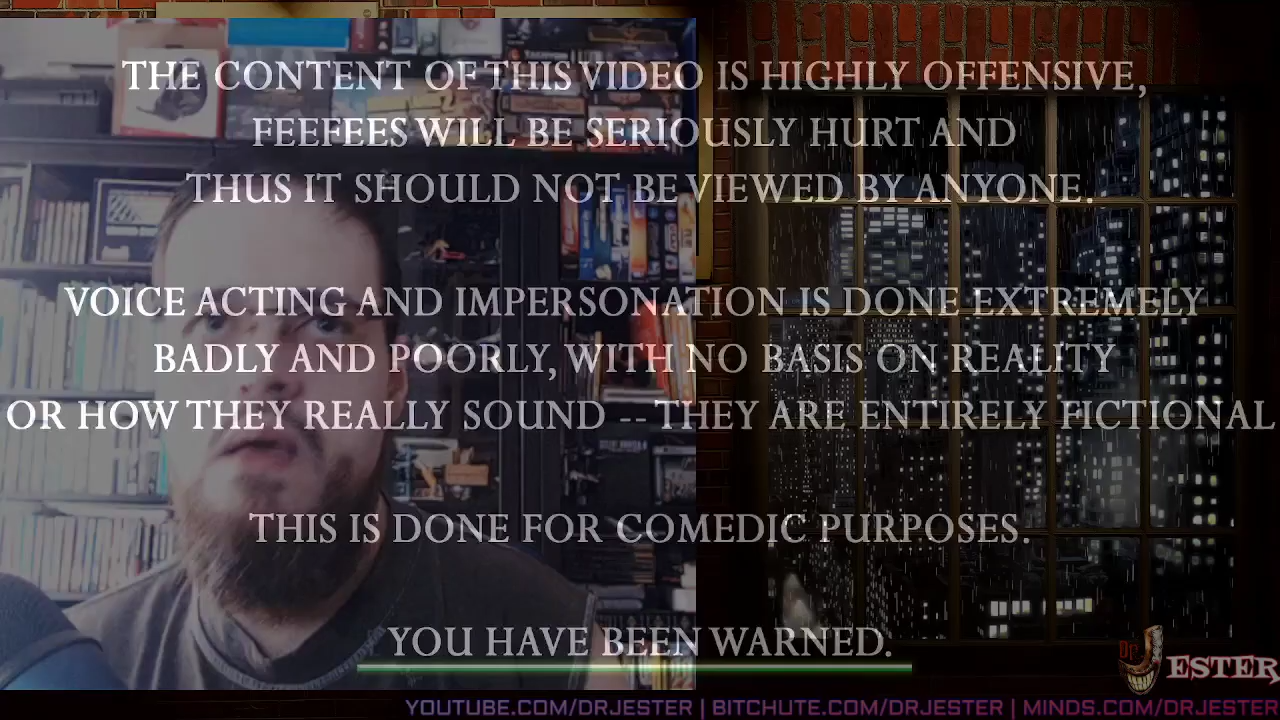 THE CONTENT OF THIS VIDEO IS HIGHLY OFFENSIVE,
FEEFEES WILL BE SERIOUSLY HURT AND
THUS IT SHOULD NOT BE VIEWED BY ANYONE.
VOICE ACTING AND IMPERSONATION IS DONE EXTREMELY
BADLY AND POORLY, WITH NO BASIS ON REALITY
OR HOW THEY REALLY SOUND -- THEY ARE ENTIRELY FICTIONAL
THIS IS DONE FOR COMEDIC PURPOSES.
YOU HAVE BEEN WARNED.
Dr. JESTER
YOUTUBE.COM/DRJESTER | BITCHUTE.COM/DRJESTER | MINDS.COM/DRJESTER